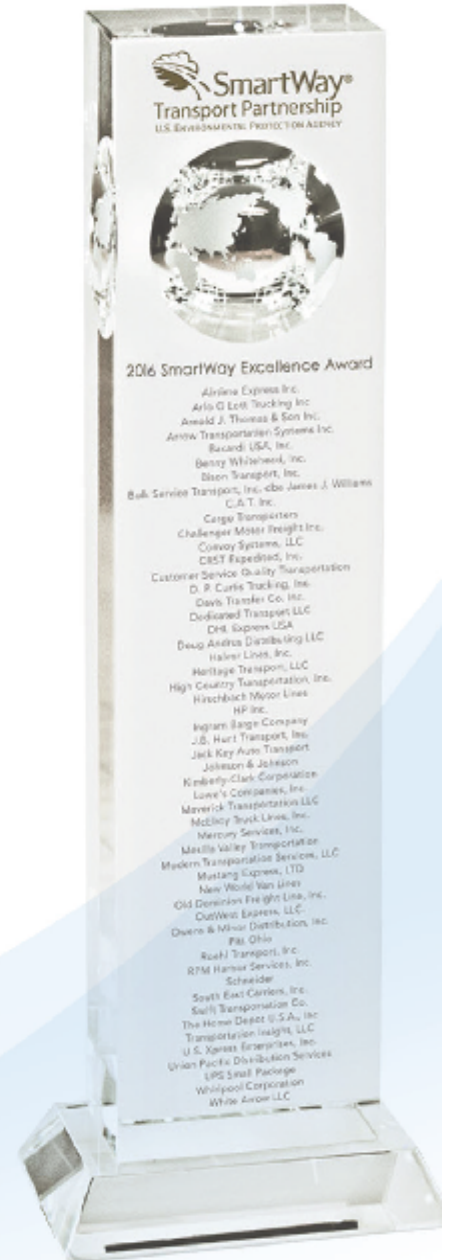 SmartWay®
Transport Partnership
U.S. ENVIRONMENTAL PROTECTION AGENCY
2016 SmartWay Excellence Award
Airtime Express Inc.
Arlo G Lott Trucking Inc
Arnold J. Thomas & Son Inc.
Arrow Transportation Systems Inc.
Bacardi USA, Inc.
Benny Whitehead, Inc.
Bison Transport, Inc.
Bulk Service Transport, Inc. dba James J. Williams
C.A.T. Inc.
Cargo Transporters
Challenger Motor Freight Inc.
Convoy Systems, LLC
CRST Expedited, Inc.
Customer Service Quality Transportation
D. P. Curtis Trucking, Inc.
Davis Transfer Co. Inc.
Dedicated Transport LLC
DHL Express USA
Doug Andrus Distributing LLC
Halvor Lines, Inc.
Heritage Transport, LLC
High Country Transportation, Inc.
Hirschbach Motor Lines
HP Inc.
Ingram Barge Company
J.B. Hunt Transport, Inc.
Jack Key Auto Transport
Johnson & Johnson
Kimberly-Clark Corporation
Lowe's Companies, Inc.
Maverick Transportation LLC
McElroy Truck Lines, Inc.
Mercury Services, Inc.
Mesilla Valley Transportation
Modern Transportation Services, LLC
Mustang Express, LTD
New World Van Lines
Old Dominion Freight Line, Inc.
OutWest Express, LLC
Owens & Minor Distribution, Inc.
Pitt Ohio
Roehl Transport, Inc.
RPM Harbor Services, Inc.
Schneider
South East Carriers, Inc.
Swift Transportation Co.
The Home Depot U.S.A., Inc
Transportation Insight, LLC
U.S. Xpress Enterprises, Inc.
Union Pacific Distribution Services
UPS Small Package
Whirlpool Corporation
White Arrow LLC